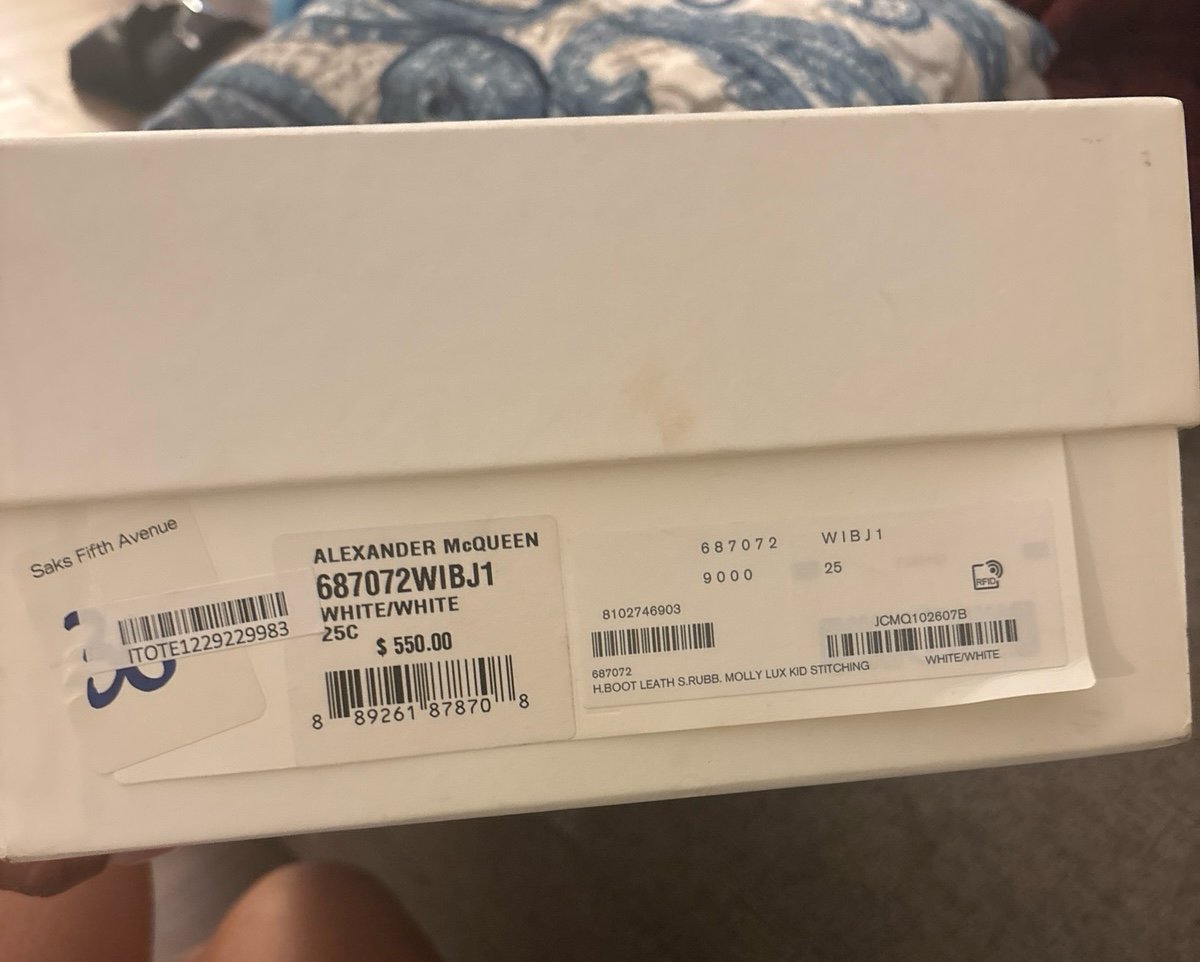 Saks Fifth Avenue
ITOTE1229229983
ALEXANDER McQUEEN
687072WIBJ1
WHITE/WHITE
25C
$ 550.00
8 89261 87870 8
687072 WIBJ1
9000 25
RFID
8102746903
JCMQ102607B
687072
H.BOOT LEATH S.RUBB. MOLLY LUX KID STITCHING
WHITE/WHITE